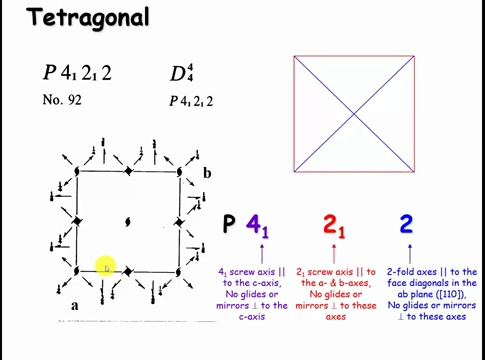 Tetragonal
P 4₁ 2₁ 2
D₄⁴
No. 92
P 4₁ 2₁ 2
b
a
P 4₁ 2₁ 2
4₁ screw axis ||
to the c-axis,
No glides or
mirrors ⊥ to the
c-axis
2₁ screw axis || to
the a- & b-axes,
No glides or
mirrors ⊥ to these
axes
2-fold axes || to the
face diagonals in the
ab plane ([110]),
No glides or mirrors
⊥ to these axes